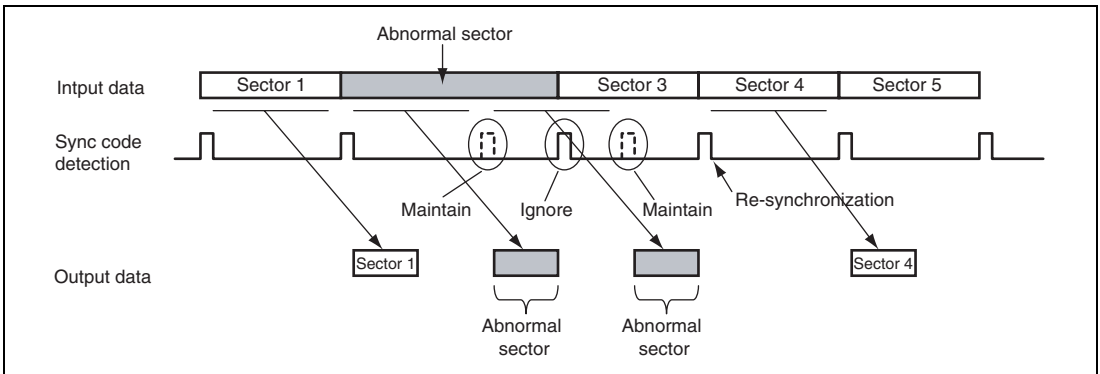 Abnormal sector
Intput data
Sector 1
Sector 3
Sector 4
Sector 5
Sync code
detection
Maintain
Ignore
Maintain
Re-synchronization
Output data
Sector 1
Sector 4
Abnormal
sector
Abnormal
sector